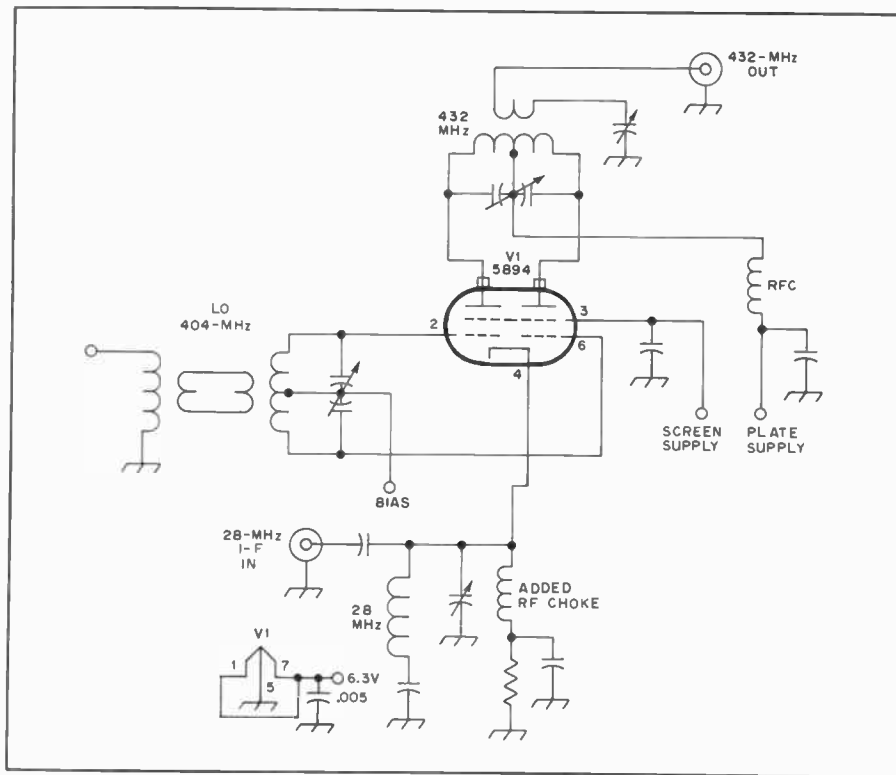 432-MHz
OUT
432
MHz
V1
5894
RFC
LO
404-MHz
2
3
6
4
SCREEN
SUPPLY
PLATE
SUPPLY
BIAS
28-MHz
I-F
IN
28
MHz
ADDED
RF CHOKE
V1
1
7
5
6.3V
.005